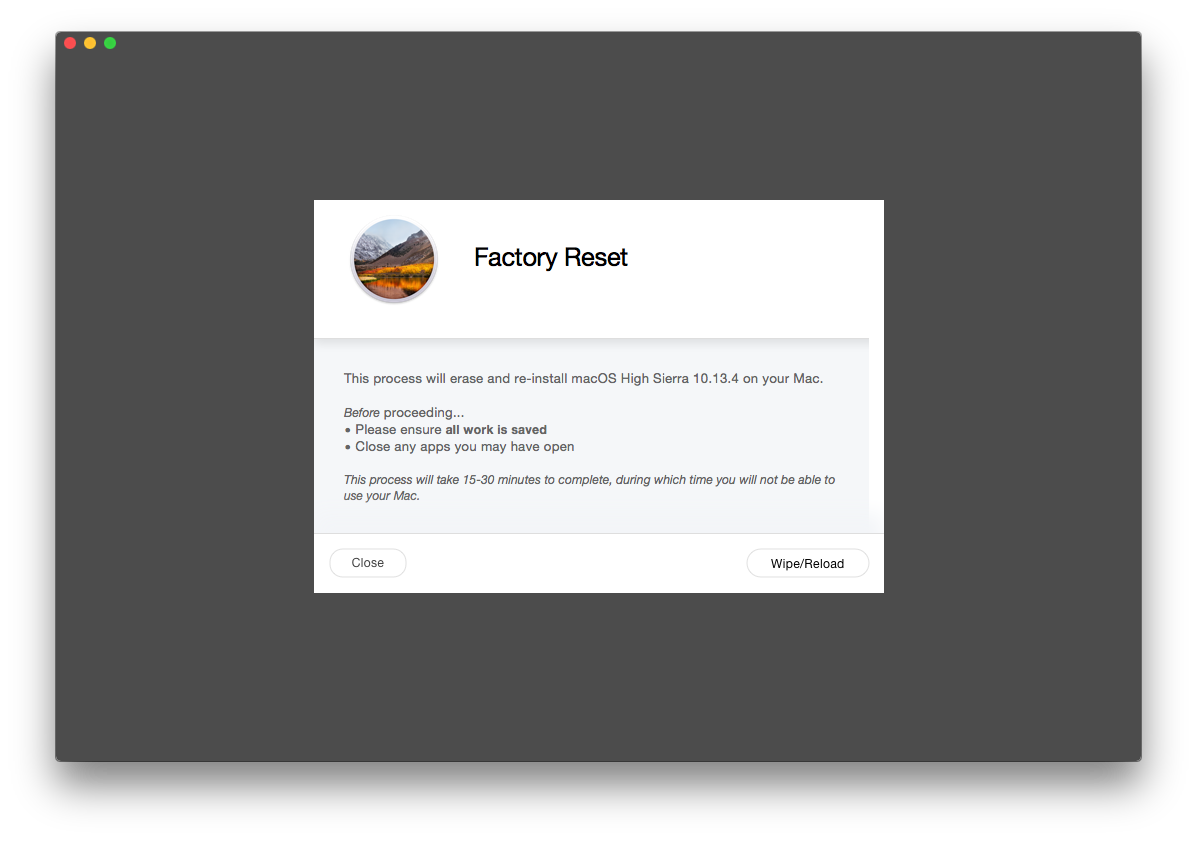 Factory Reset
This process will erase and re-install macOS High Sierra 10.13.4 on your Mac.
Before proceeding...
• Please ensure all work is saved
• Close any apps you may have open
This process will take 15-30 minutes to complete, during which time you will not be able to
use your Mac.
Close
Wipe/Reload